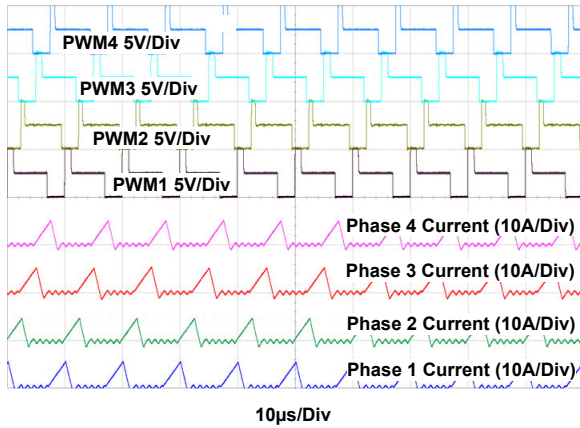 PWM4 5V/Div
PWM3 5V/Div
PWM2 5V/Div
PWM1 5V/Div
Phase 4 Current (10A/Div)
Phase 3 Current (10A/Div)
Phase 2 Current (10A/Div)
Phase 1 Current (10A/Div)
10µs/Div